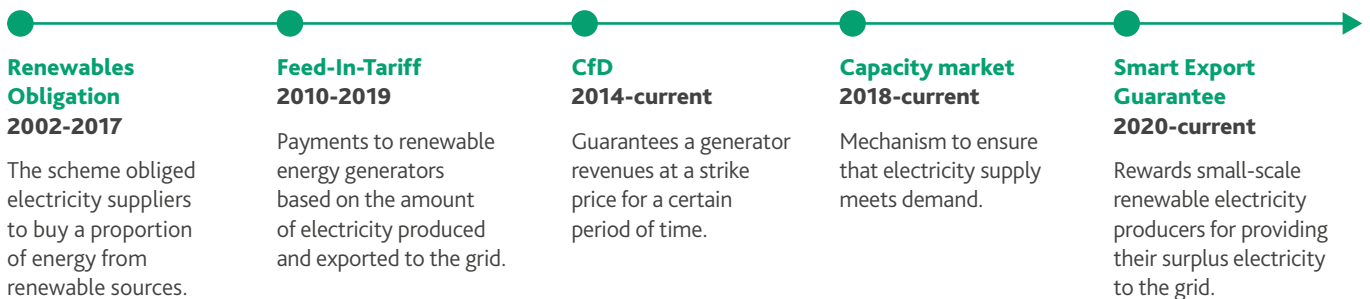 Renewables
Obligation
2002-2017
The scheme obliged
electricity suppliers
to buy a proportion
of energy from
renewable sources.
Feed-In-Tariff
2010-2019
Payments to renewable
energy generators
based on the amount
of electricity produced
and exported to the grid.
CfD
2014-current
Guarantees a generator
revenues at a strike
price for a certain
period of time.
Capacity market
2018-current
Mechanism to ensure
that electricity supply
meets demand.
Smart Export
Guarantee
2020-current
Rewards small-scale
renewable electricity
producers for providing
their surplus electricity
to the grid.